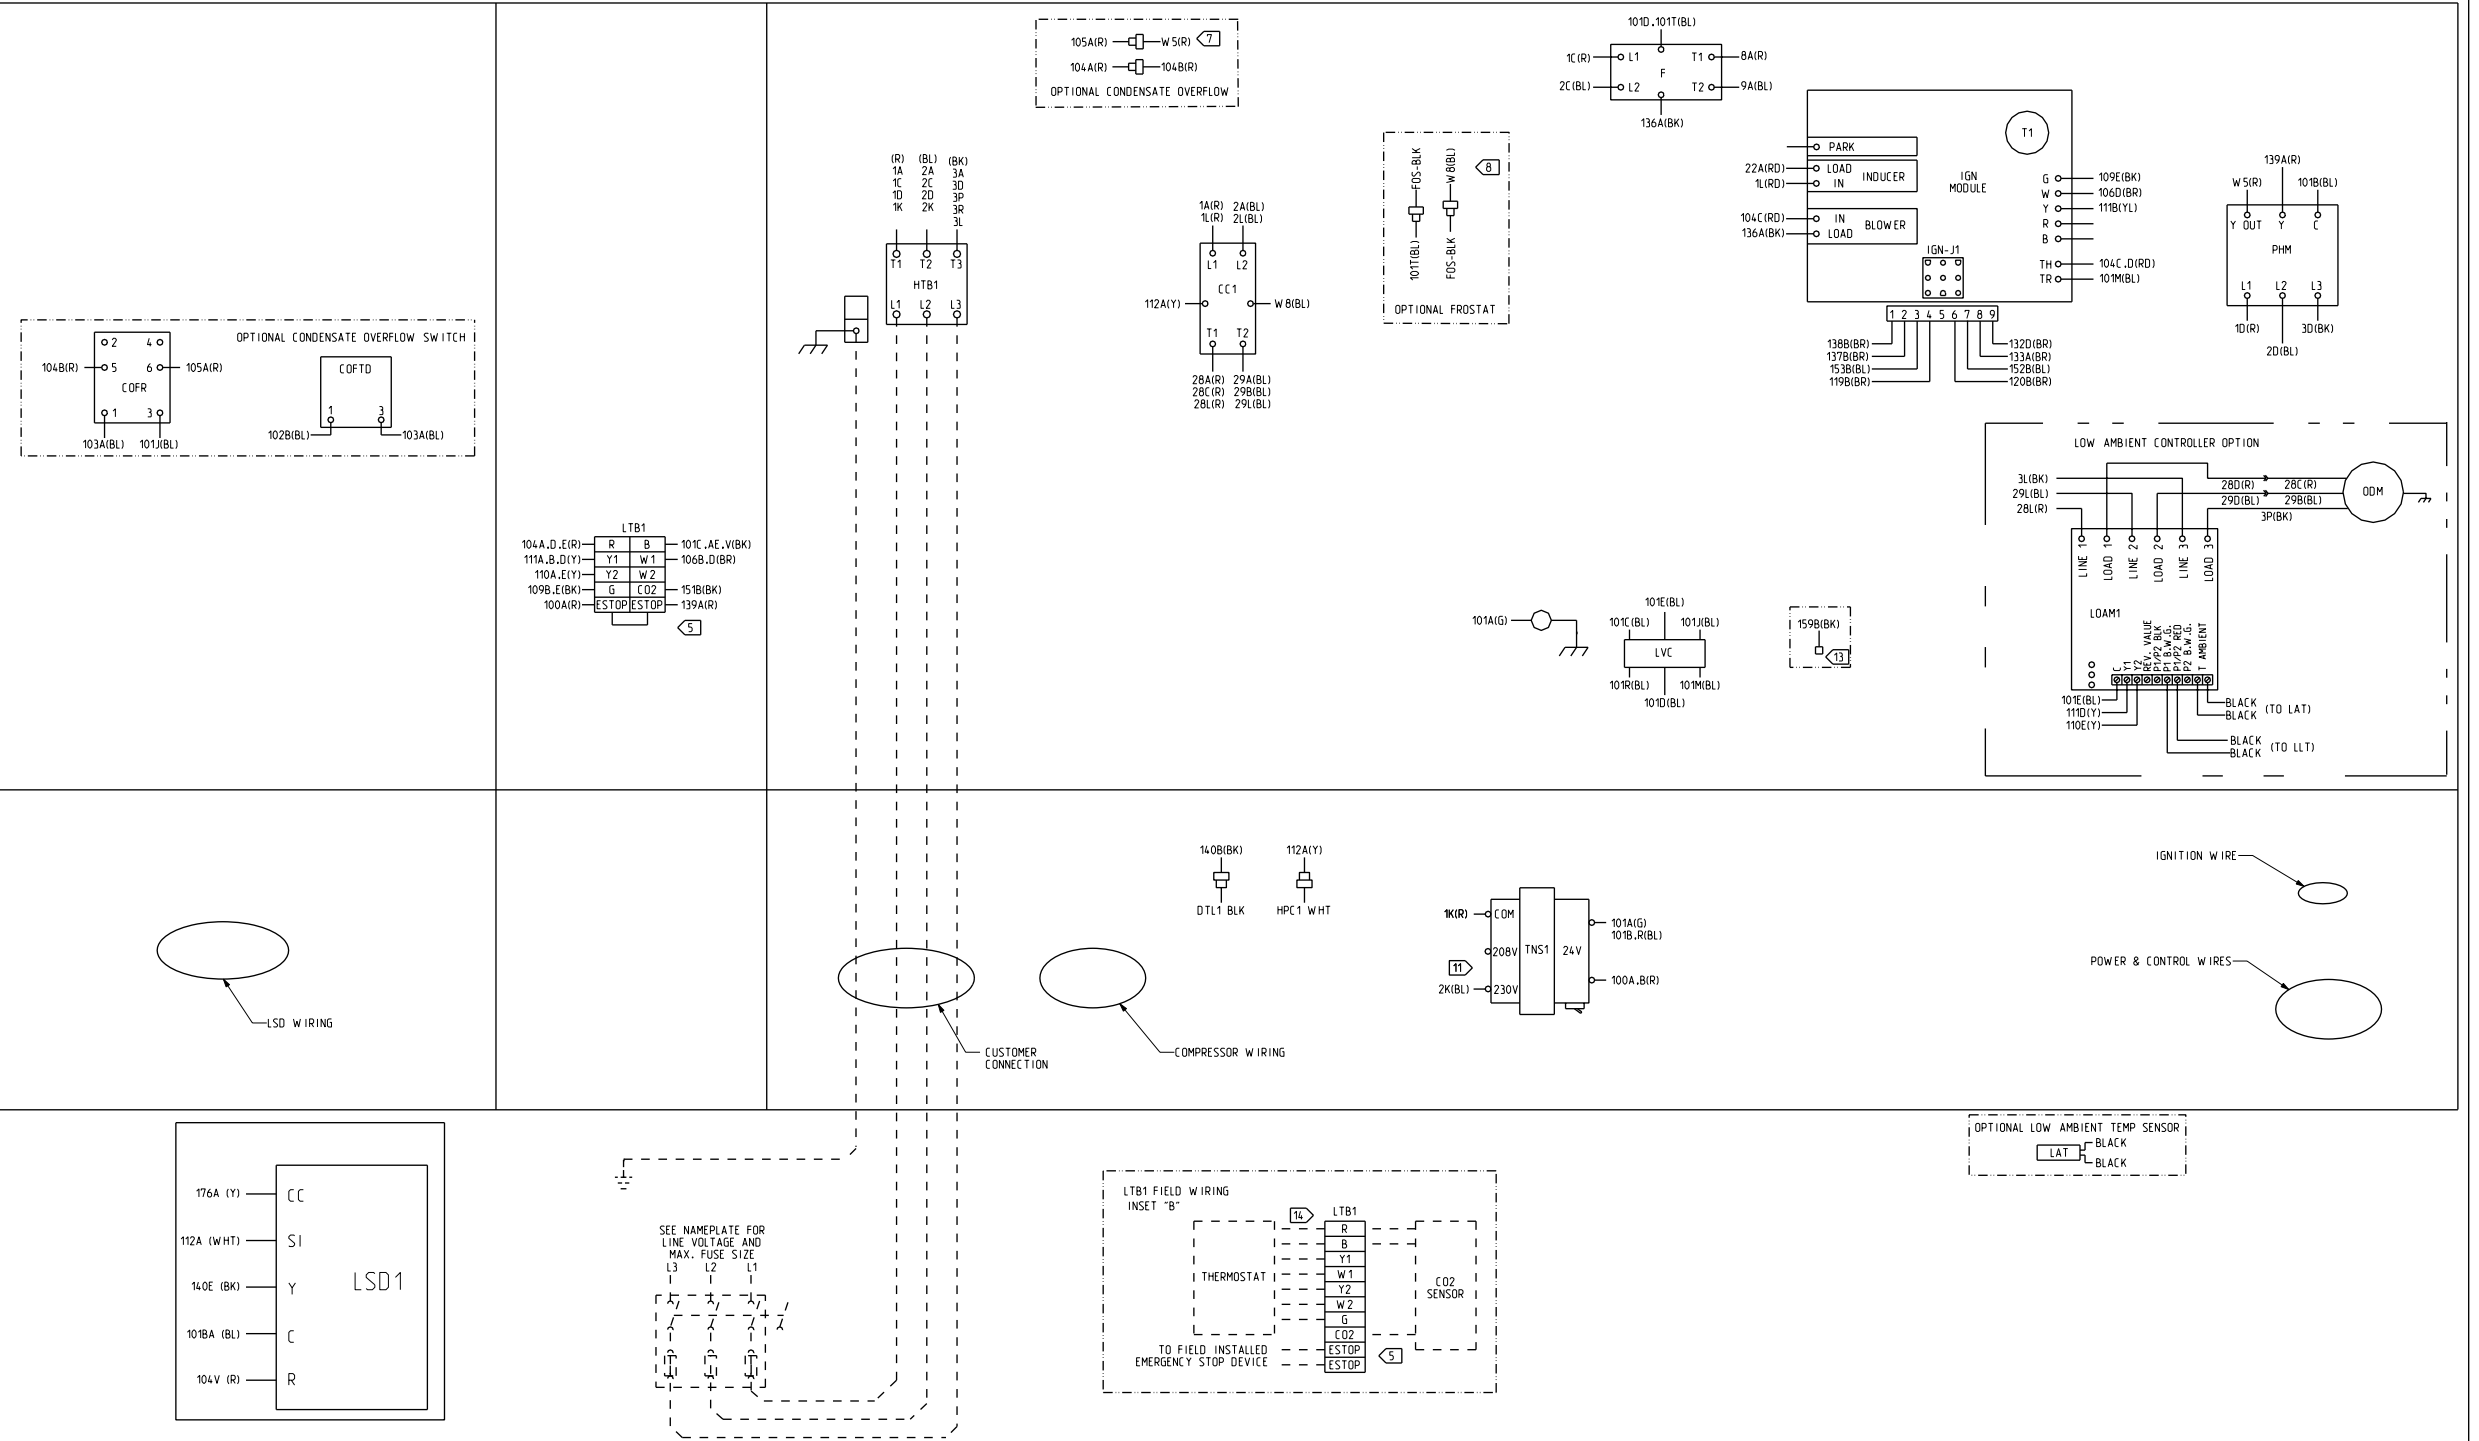 105A(R)
W5(R)
7
104A(R)
104B(R)
OPTIONAL CONDENSATE OVERFLOW
101D.101T(BL)
1C(R)
L1
T1
8A(R)
F
2C(BL)
L2
T2
9A(BL)
136A(BK)
T1
PARK
22A(RD)
LOAD
1L(RD)
IN
INDUCER
104C(RD)
IN
136A(BK)
LOAD
BLOWER
IGN
MODULE
IGN-J1
G
109E(BK)
W
106D(BR)
Y
111B(YL)
R
B
TH
104C.D(RD)
TR
101M(BL)
1 2 3 4 5 6 7 8 9
138B(BR)
137B(BR)
153B(BL)
119B(BR)
132D(BR)
133A(BR)
152B(BL)
120B(BR)
139A(R)
W5(R)
101B(BL)
Y OUT
Y
C
PHM
L1
L2
L3
1D(R)
3D(BK)
2D(BL)
FOS-BLK
W8(BL)
8
101T(BL)
FOS-BLK
OPTIONAL FROSTAT
(R)
1A
1C
1D
1K
(BL)
2A
2C
2D
2K
(BK)
3A
3D
3P
3R
3L
T1 T2 T3
HTB1
L1 L2 L3
1A(R) 2A(BL)
1L(R) 2L(BL)
L1 L2
CC1
112A(Y)
W8(BL)
T1 T2
28A(R) 29A(BL)
28C(R) 29B(BL)
28L(R) 29L(BL)
OPTIONAL CONDENSATE OVERFLOW SWITCH
2 4
104B(R)
5 6
105A(R)
COFR
1 3
103A(BL)
101J(BL)
COFTD
1 3
102B(BL)
103A(BL)
LTB1
104A.D.E(R)
R
B
101C.AE.V(BK)
111A.B.D(Y)
Y1
W1
106B.D(BR)
110A.E(Y)
Y2
W2
109B.E(BK)
G
CO2
151B(BK)
100A(R)
ESTOP
ESTOP
139A(R)
5
101A(G)
101E(BL)
101C(BL)
101J(BL)
LVC
101R(BL)
101M(BL)
101D(BL)
159B(BK)
13
LOW AMBIENT CONTROLLER OPTION
3L(BK)
29L(BL)
28L(R)
28D(R)
28C(R)
29D(BL)
29B(BL)
3P(BK)
ODM
LINE 1
LOAD 1
LINE 2
LOAD 2
LINE 3
LOAD 3
LOAM1
C
Y1
Y2
REV. VALUE
P1/P2 BLK
P1 B.W.G.
P1/P2 RED
P2 B.W.G.
T AMBIENT
101E(BL)
111D(Y)
110E(Y)
BLACK
BLACK
(TO LAT)
BLACK
BLACK
(TO LLT)
140B(BK)
112A(Y)
DTL1 BLK
HPC1 WHT
1K(R)
COM
208V
TNS1
24V
11
2K(BL)
230V
101A(G)
101B.R(BL)
100A.B(R)
IGNITION WIRE
POWER & CONTROL WIRES
LSD WIRING
CUSTOMER
CONNECTION
COMPRESSOR WIRING
176A (Y)
CC
112A (WHT)
SI
140E (BK)
Y
LSD1
101BA (BL)
C
104V (R)
R
SEE NAMEPLATE FOR
LINE VOLTAGE AND
MAX. FUSE SIZE
L3 L2 L1
LTB1 FIELD WIRING
INSET "B"
14
LTB1
R
B
Y1
W1
Y2
W2
G
CO2
ESTOP
ESTOP
THERMOSTAT
CO2
SENSOR
TO FIELD INSTALLED
EMERGENCY STOP DEVICE
5
OPTIONAL LOW AMBIENT TEMP SENSOR
LAT
BLACK
BLACK